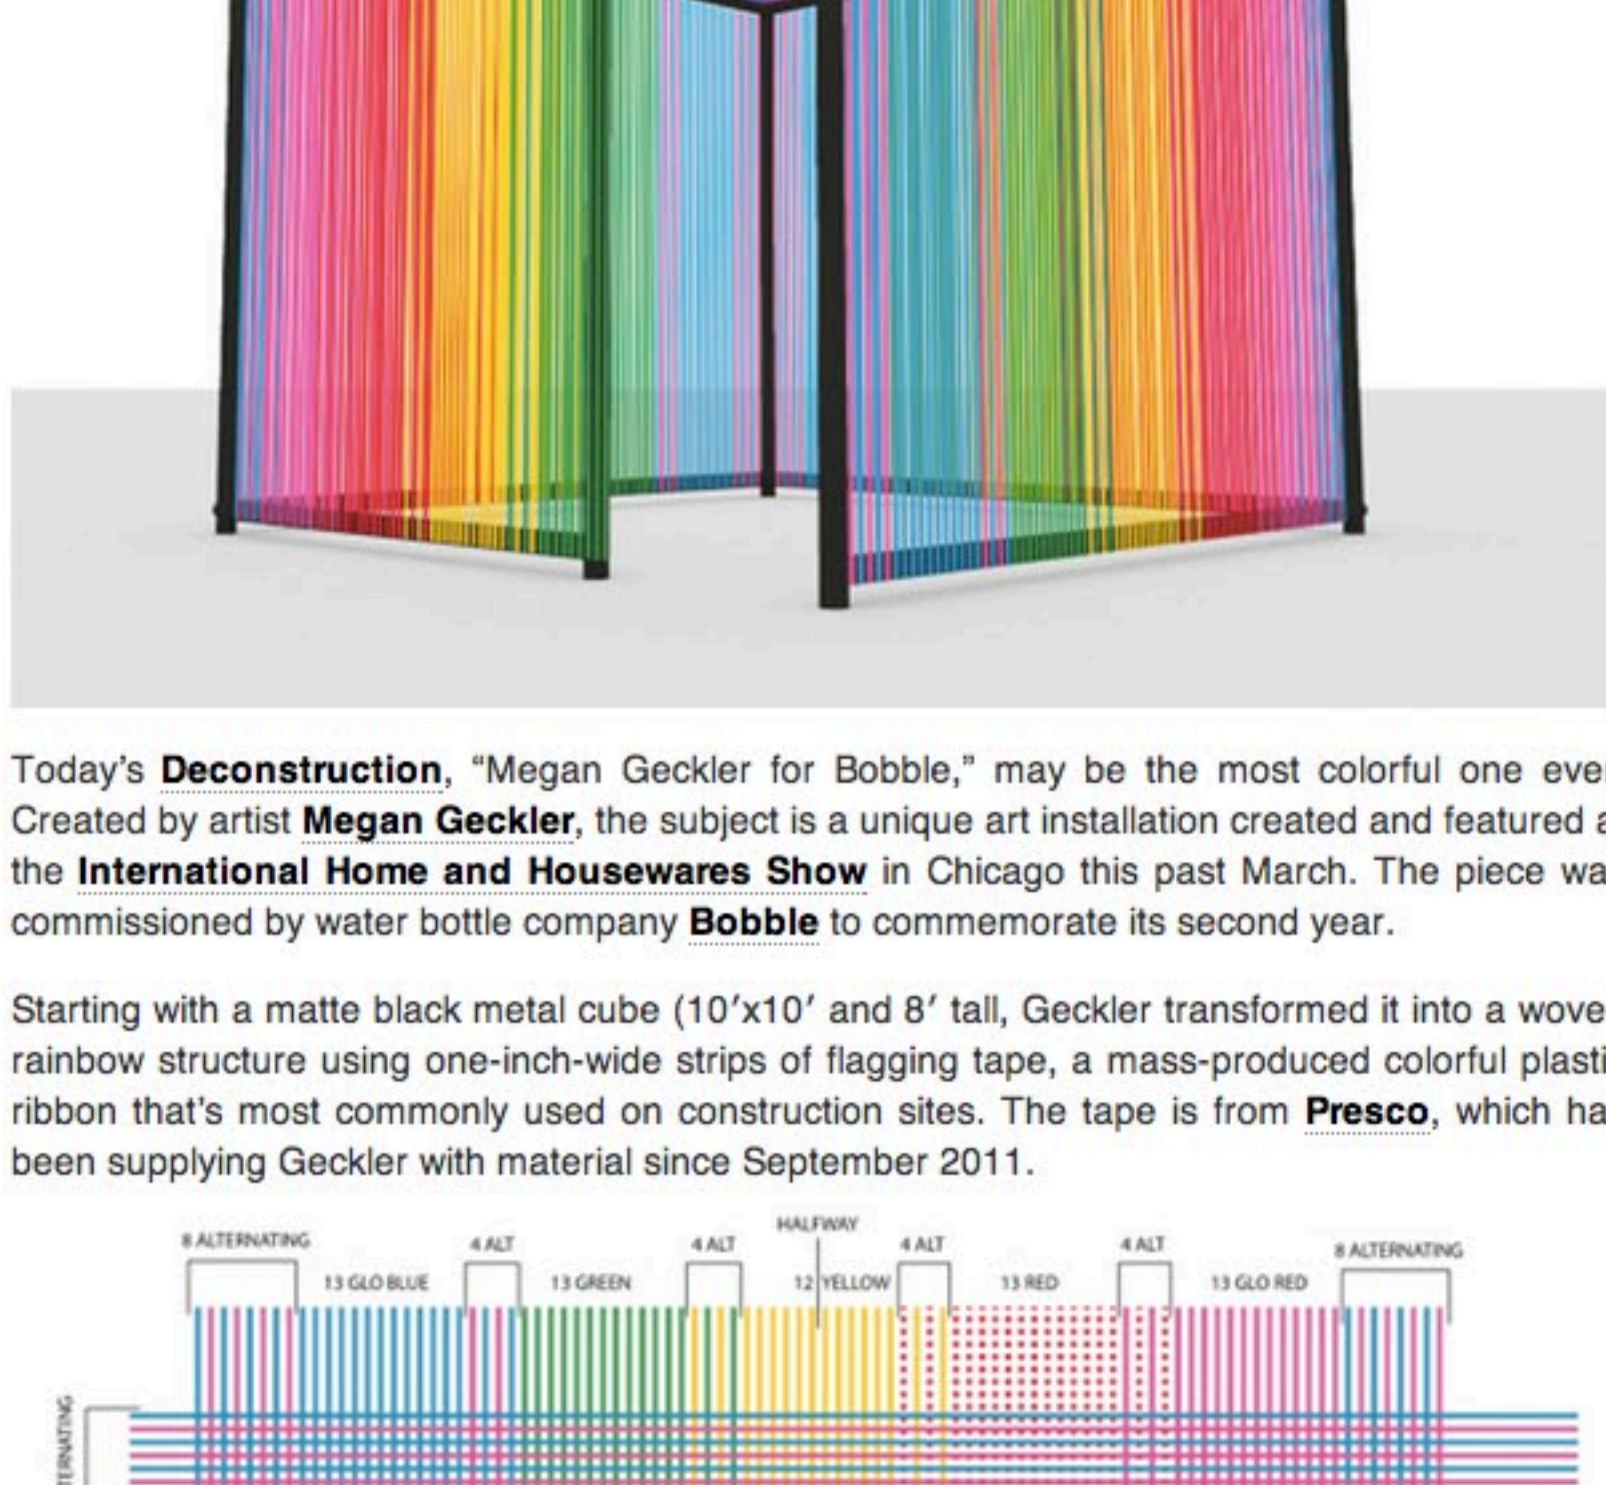 Today's Deconstruction, “Megan Geckler for Bobble,” may be the most colorful one eve
Created by artist Megan Geckler, the subject is a unique art installation created and featured a
the International Home and Housewares Show in Chicago this past March. The piece wa
commissioned by water bottle company Bobble to commemorate its second year.
Starting with a matte black metal cube (10′x10′ and 8′ tall, Geckler transformed it into a wove
rainbow structure using one-inch-wide strips of flagging tape, a mass-produced colorful plasti
ribbon that's most commonly used on construction sites. The tape is from Presco, which ha
been supplying Geckler with material since September 2011.
HALFWAY
8 ALTERNATING 4 ALT 4 ALT 4 ALT 4 ALT 8 ALTERNATING
13 GLO BLUE 13 GREEN 12 YELLOW 13 RED 13 GLO RED
TERNATING